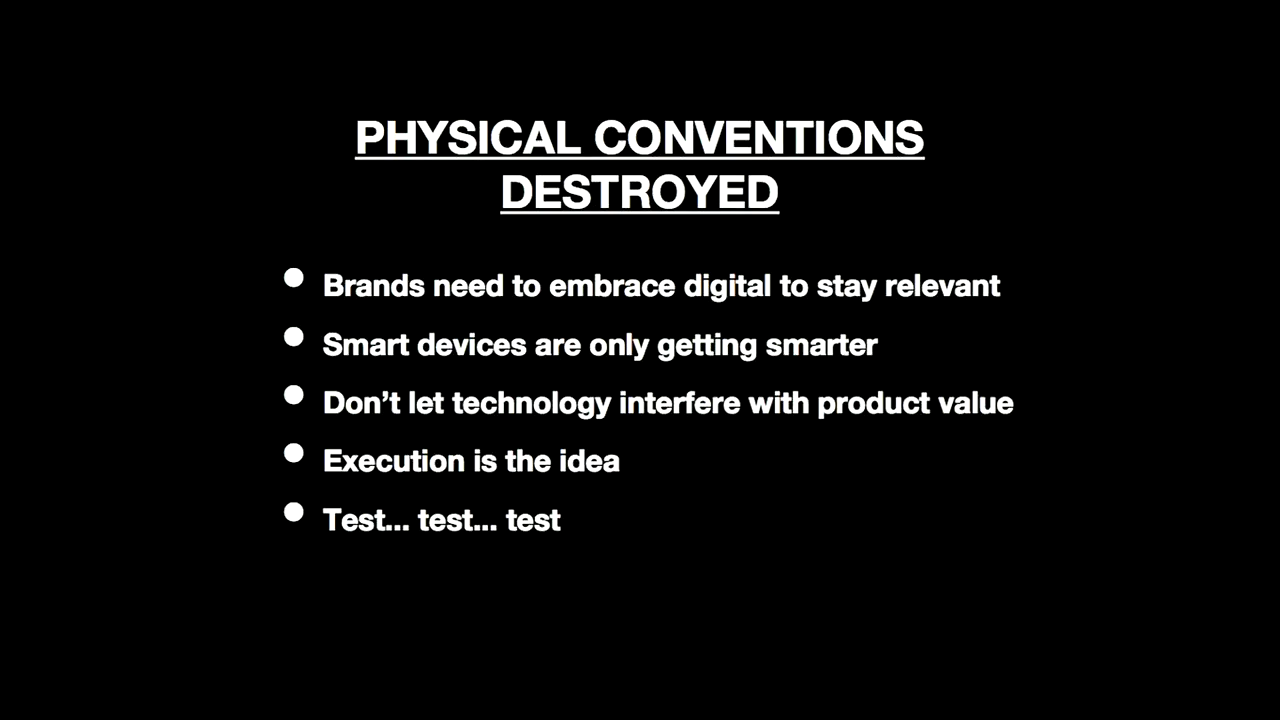 PHYSICAL CONVENTIONS
DESTROYED
• Brands need to embrace digital to stay relevant
• Smart devices are only getting smarter
• Don’t let technology interfere with product value
• Execution is the idea
• Test... test... test